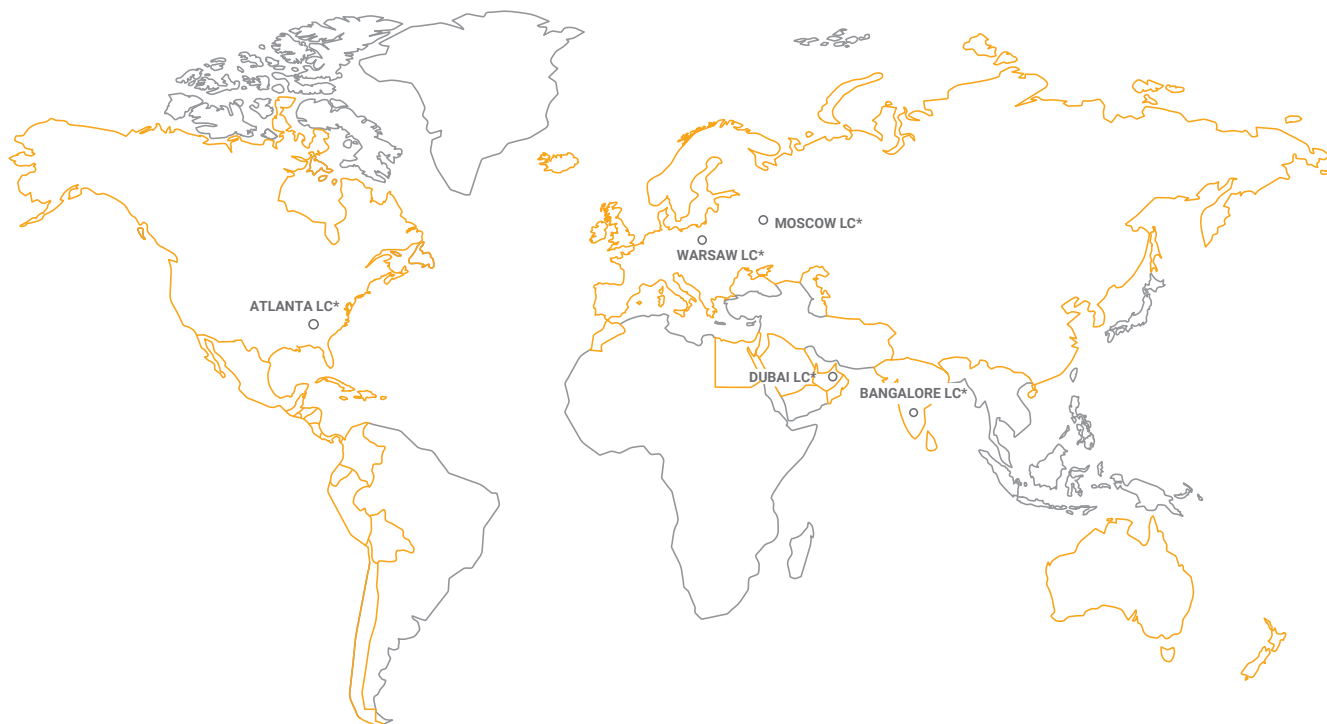 MOSCOW LC*
WARSAW LC*
ATLANTA LC*
DUBAI LC*
BANGALORE LC*